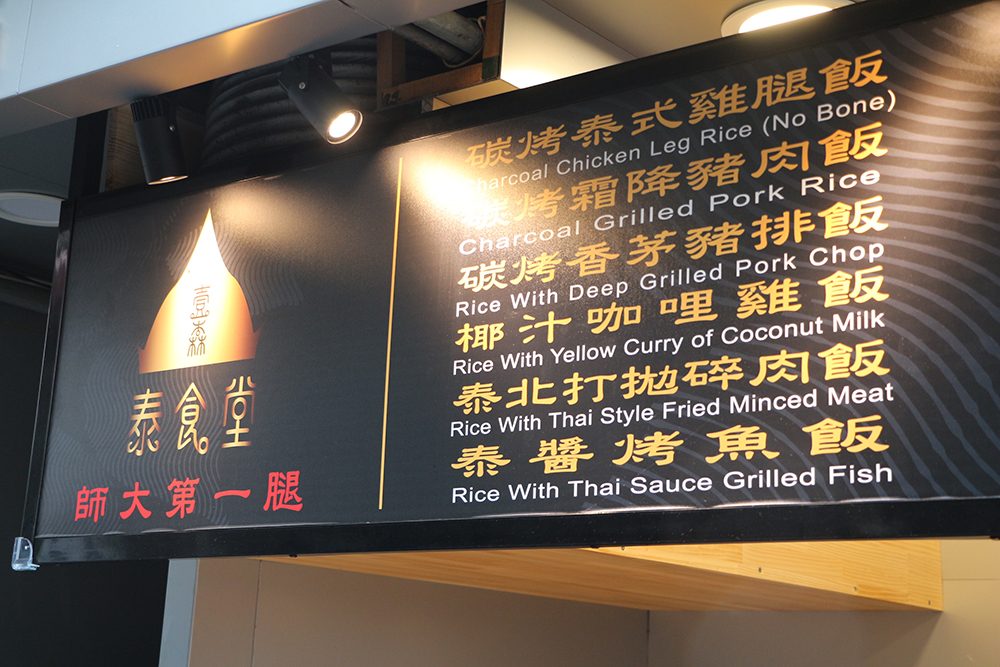 壹森
泰食堂
師大第一腿
碳烤泰式雞腿飯
Charcoal Chicken Leg Rice (No Bone)
碳烤霜降豬肉飯
Charcoal Grilled Pork Rice
碳烤香茅豬排飯
Rice With Deep Grilled Pork Chop
椰汁咖哩雞飯
Rice With Yellow Curry of Coconut Milk
泰北打拋碎肉飯
Rice With Thai Style Fried Minced Meat
泰醬烤魚飯
Rice With Thai Sauce Grilled Fish